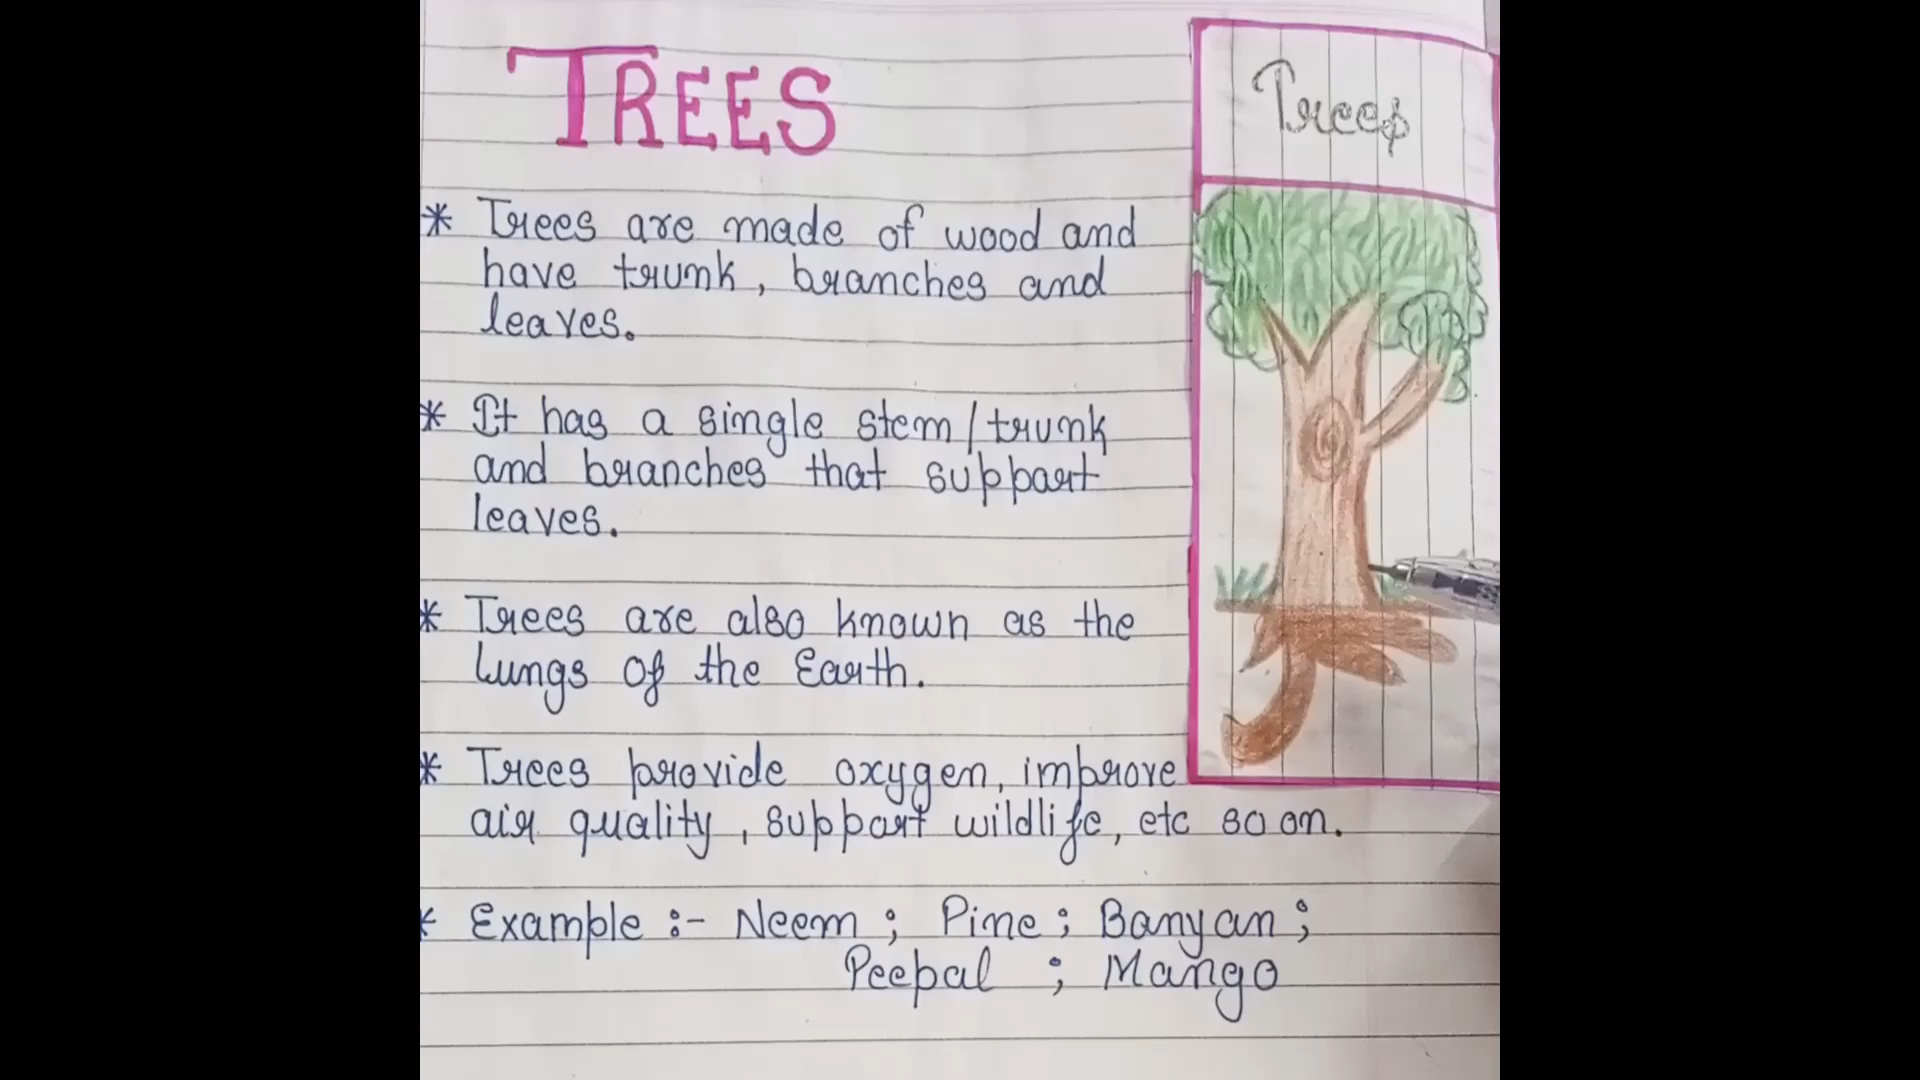 TREES
Trees
* Trees are made of wood and
have trunk, branches and
leaves.
* It has a single stem/trunk
and branches that support
leaves.
* Trees are also known as the
Lungs of the Earth.
* Trees provide oxygen, improve
air quality, support wildlife, etc so on.
* Example :- Neem ; Pine ; Banyan ;
Peepal ; Mango